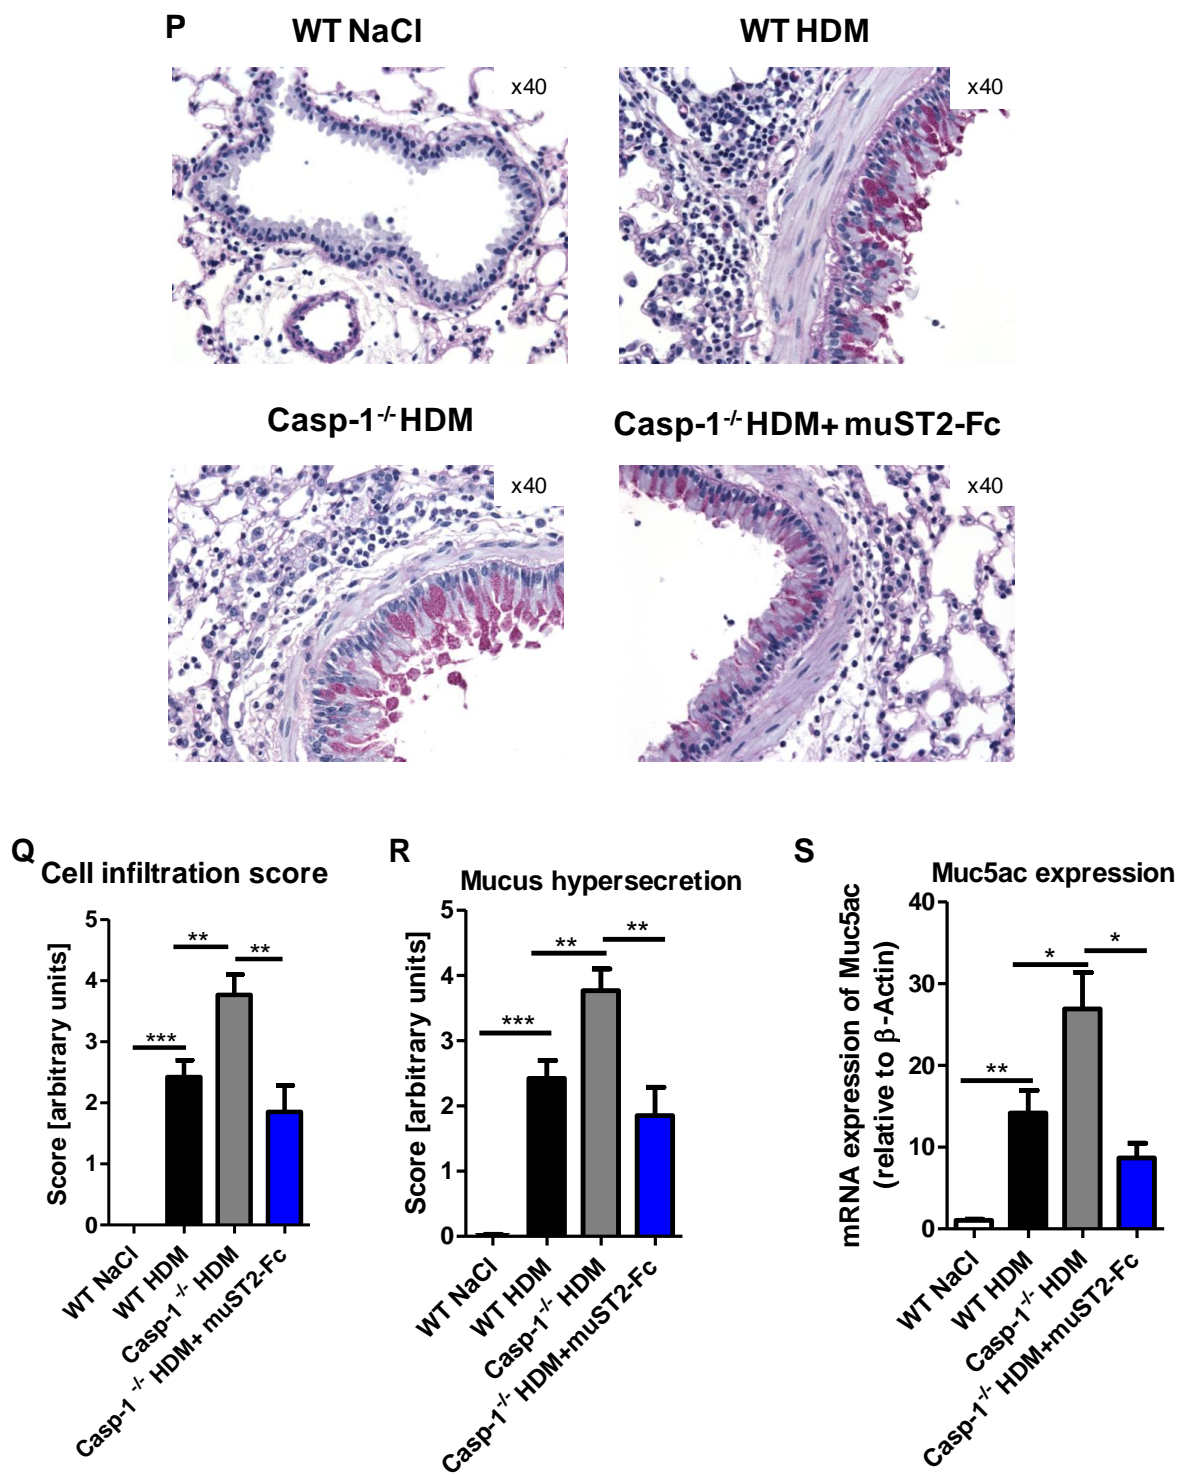 P
WT NaCl
WT HDM
x40
x40
Casp-1-/- HDM
Casp-1-/- HDM+ muST2-Fc
x40
x40
Q
Cell infiltration score
Score [arbitrary units]
5
4
3
2
1
0
***
**
**
WT NaCl
WT HDM
Casp-1 -/- HDM
Casp-1 -/- HDM+ muST2-Fc
R
Mucus hypersecretion
Score [arbitrary units]
5
4
3
2
1
0
***
**
**
WT NaCl
WT HDM
Casp-1-/- HDM
Casp-1-/- HDM+muST2-Fc
S
Muc5ac expression
mRNA expression of Muc5ac
(relative to β-Actin)
40
30
20
10
0
**
*
*
WT NaCl
WT HDM
Casp-1-/- HDM
Casp-1-/- HDM+muST2-Fc